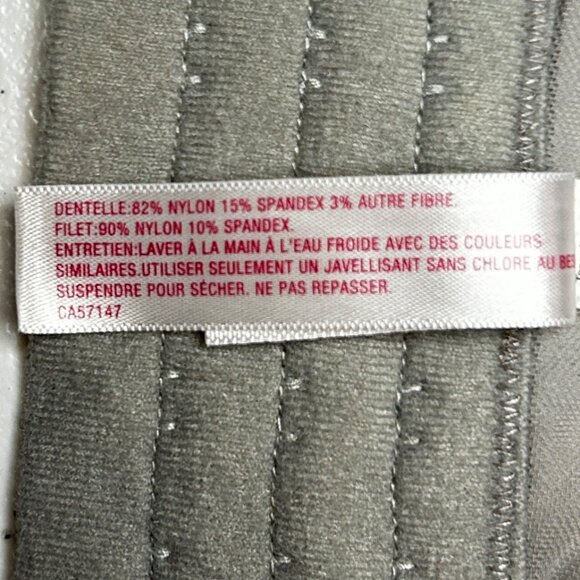 DENTELLE:82% NYLON 15% SPANDEX 3% AUTRE FIBRE.
FILET:90% NYLON 10% SPANDEX.
ENTRETIEN:LAVER À LA MAIN À L'EAU FROIDE AVEC DES COULEURS
SIMILAIRES.UTILISER SEULEMENT UN JAVELLISANT SANS CHLORE AU BES
SUSPENDRE POUR SÉCHER. NE PAS REPASSER.
CA57147